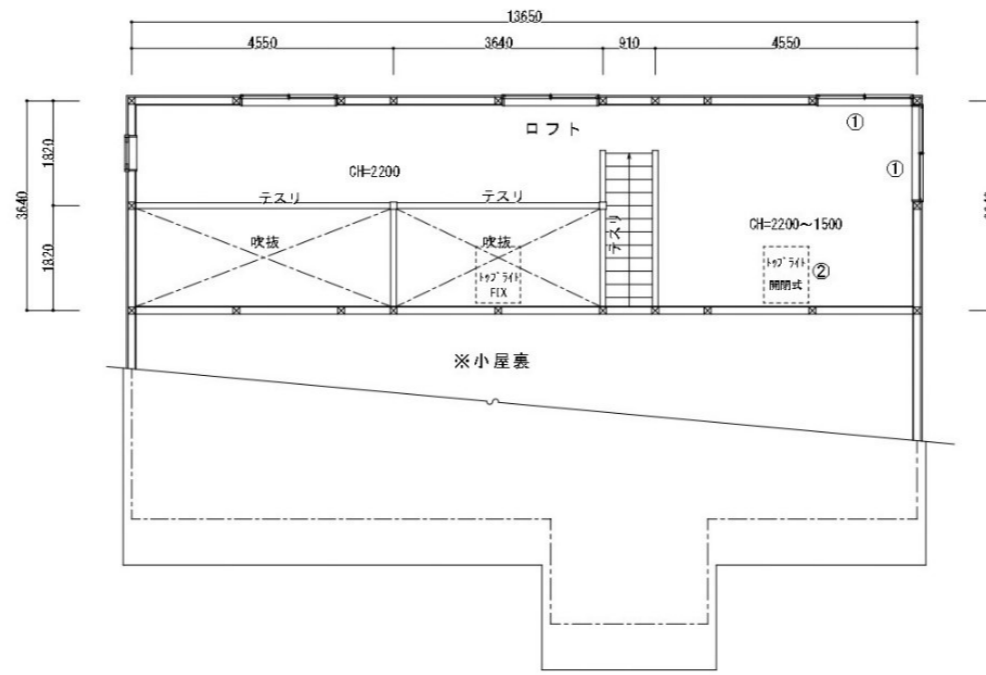 13650
4550
3640
910
4550
ロフト
①
①
1820
3640
1820
CH=2200
テスリ
テスリ
テスリ
CH=2200～1500
吹抜
吹抜
トップライト
FIX
トップライト
開閉式
②
※小屋裏